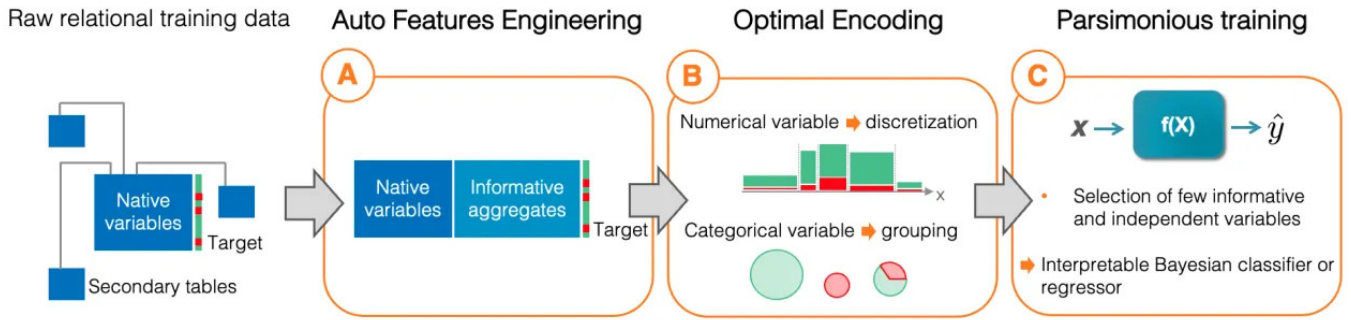 Raw relational training data
Auto Features Engineering
Optimal Encoding
Parsimonious training
Native
variables
Target
Secondary tables
A
Native
variables
Informative
aggregates
Target
B
Numerical variable
discretization
x
Categorical variable
grouping
C
x
f(X)
ŷ
• Selection of few informative
and independent variables
Interpretable Bayesian classifier or
regressor